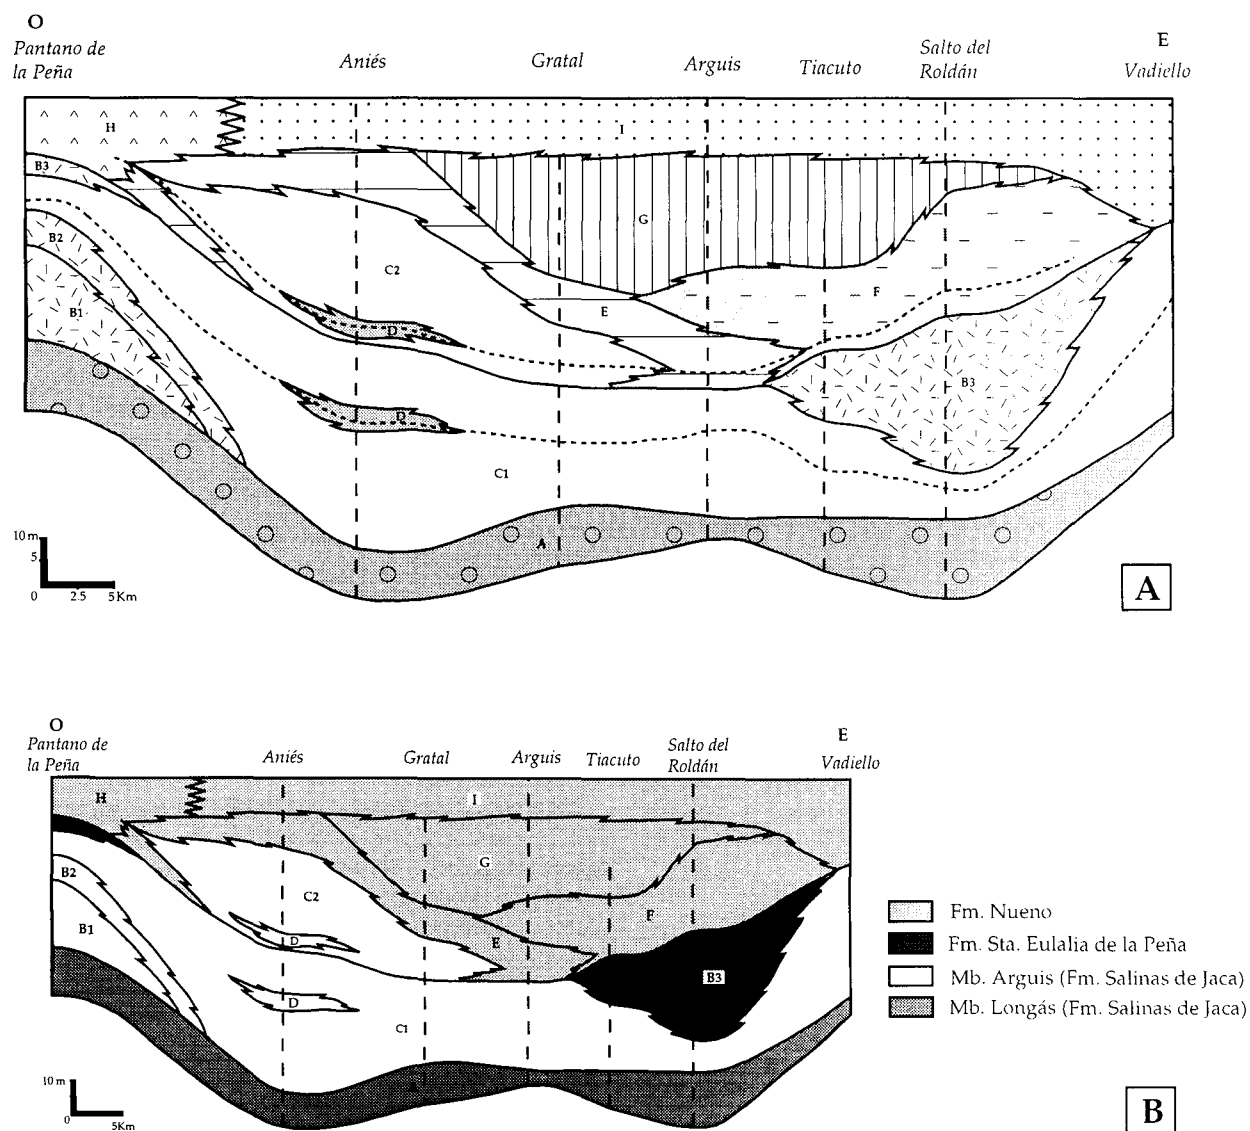 O
Pantano de
la Peña
Aniés
Gratal
Arguis
Tiacuto
Salto del
Roldán
E
Vadiello
H
I
B3
B2
B1
G
C2
F
E
D
B3
D
C1
A
10 m
5
0 2.5 5Km
A
O
Pantano de
la Peña
Aniés
Gratal
Arguis
Tiacuto
Salto del
Roldán
E
Vadiello
H
I
G
B2
C2
F
B1
E
D
B3
D
C1
10 m
0
5Km
Fm. Nueno
Fm. Sta. Eulalia de la Peña
Mb. Arguis (Fm. Salinas de Jaca)
Mb. Longás (Fm. Salinas de Jaca)
B